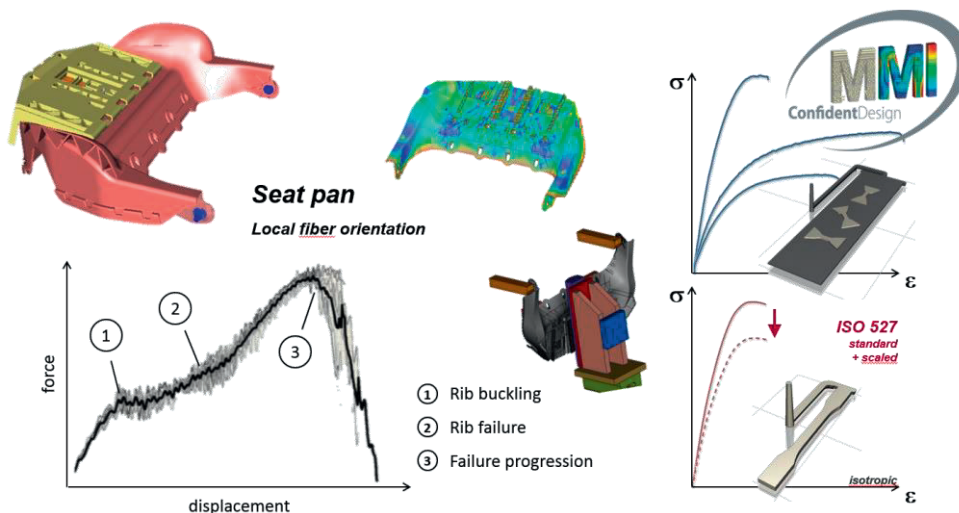 Seat pan
Local fiber orientation
force
displacement
1
2
3
1 Rib buckling
2 Rib failure
3 Failure progression
σ
ε
MMI
ConfidentDesign
σ
ISO 527
standard
+ scaled
isotropic
ε